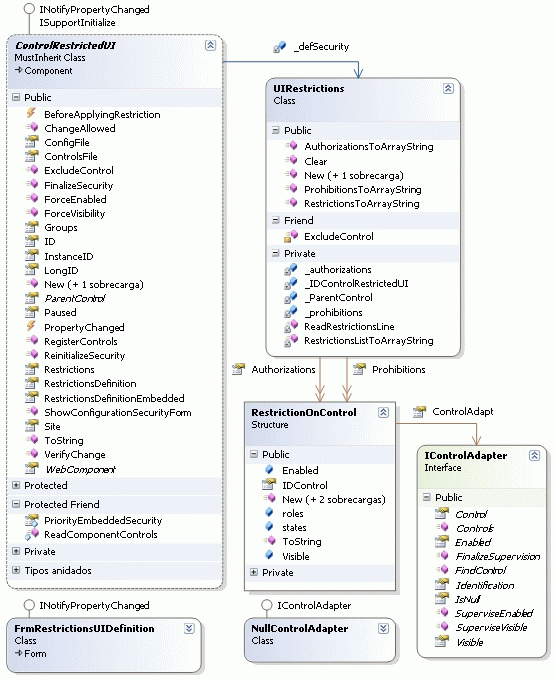 INotifyPropertyChanged
ISupportInitialize
ControlRestrictedUI
MustInherit Class
Component
Public
BeforeApplyingRestriction
ChangeAllowed
ConfigFile
ControlsFile
ExcludeControl
FinalizeSecurity
ForceEnabled
ForceVisibility
Groups
ID
InstanceID
LongID
New (+ 1 sobrecarga)
ParentControl
Paused
PropertyChanged
RegisterControls
ReinitializeSecurity
Restrictions
RestrictionsDefinition
RestrictionsDefinitionEmbedded
ShowConfigurationSecurityForm
Site
ToString
VerifyChange
WebComponent
Protected
Protected Friend
PriorityEmbeddedSecurity
ReadComponentControls
Private
Tipos anidados
_defSecurity
UIRestrictions
Class
Public
AuthorizationsToArrayString
Clear
New (+ 1 sobrecarga)
ProhibitionsToArrayString
RestrictionsToArrayString
Friend
ExcludeControl
Private
_authorizations
_IDControlRestrictedUI
_ParentControl
_prohibitions
ReadRestrictionsLine
RestrictionsListToArrayString
Authorizations
Prohibitions
RestrictionOnControl
Structure
Public
Enabled
IDControl
New (+ 2 sobrecargas)
roles
states
ToString
Visible
Private
ControlAdapt
IControlAdapter
Interface
Public
Control
Controls
Enabled
FinalizeSupervision
FindControl
Identification
IsNull
SuperviseEnabled
SuperviseVisible
Visible
INotifyPropertyChanged
FrmRestrictionsUIDefinition
Class
Form
IControlAdapter
NullControlAdapter
Class